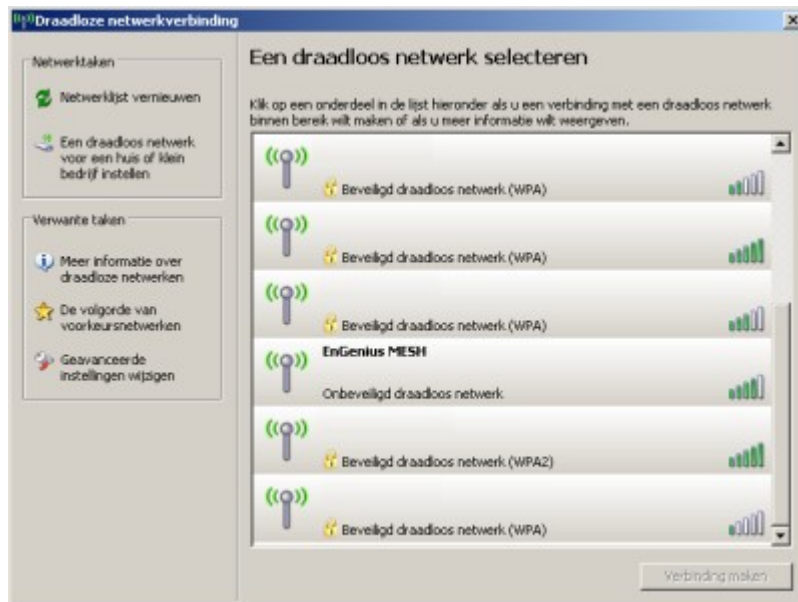 Draadloze netwerkverbinding
Netwerktaken
Netwerklijst vernieuwen
Een draadloos netwerk
voor een huis of klein
bedrijf instellen
Verwante taken
Meer informatie over
draadloze netwerken
De volgorde van
voorkeursnetwerken
Geavanceerde
instellingen wijzigen
Een draadloos netwerk selecteren
Klik op een onderdeel in de lijst hieronder als u een verbinding met een draadloos netwerk
binnen bereik wilt maken of als u meer informatie wilt weergeven.
Beveiligd draadloos netwerk (WPA)
Beveiligd draadloos netwerk (WPA)
Beveiligd draadloos netwerk (WPA)
EnGenius MESH
Onbeveiligd draadloos netwerk
Beveiligd draadloos netwerk (WPA2)
Beveiligd draadloos netwerk (WPA)
Verbinding maken